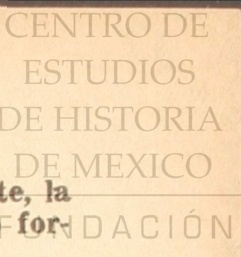 CENTRO DE
ESTUDIOS
DE HISTORIA
DE MEXICO
te, la
FUNDACIÓN
for-